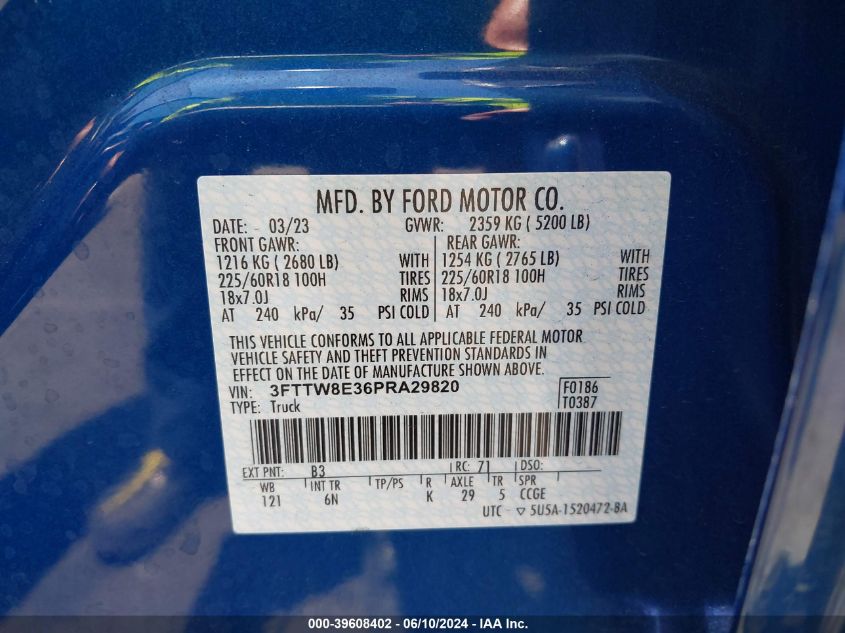 MFD. BY FORD MOTOR CO.
DATE: 03/23 GVWR: 2359 KG ( 5200 LB)
FRONT GAWR: REAR GAWR:
1216 KG ( 2680 LB) WITH 1254 KG ( 2765 LB) WITH
225/60R18 100H TIRES 225/60R18 100H TIRES
18x7.0J RIMS 18x7.0J RIMS
AT 240 kPa/ 35 PSI COLD AT 240 kPa/ 35 PSI COLD
THIS VEHICLE CONFORMS TO ALL APPLICABLE FEDERAL MOTOR
VEHICLE SAFETY AND THEFT PREVENTION STANDARDS IN
EFFECT ON THE DATE OF MANUFACTURE SHOWN ABOVE.
VIN: 3FTTW8E36PRA29820 F0186
TYPE: Truck T0387
EXT PNT: B3 RC: 71 DSO:
WB INT TR TP/PS R AXLE TR SPR
121 6N K 29 5 CCGE
UTC - ▽ 5U5A-1520472-BA
000-39608402 - 06/10/2024 - IAA Inc.